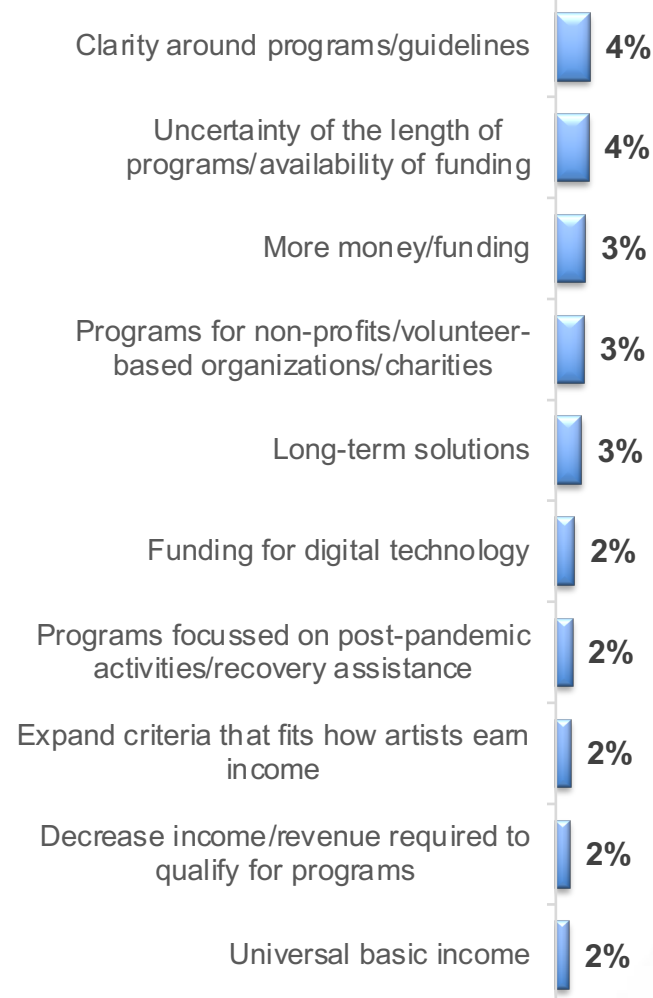 Clarity around programs/guidelines 4%
Uncertainty of the length of
programs/availability of funding 4%
More money/funding 3%
Programs for non-profits/volunteer-
based organizations/charities 3%
Long-term solutions 3%
Funding for digital technology 2%
Programs focussed on post-pandemic
activities/recovery assistance 2%
Expand criteria that fits how artists earn
income 2%
Decrease income/revenue required to
qualify for programs 2%
Universal basic income 2%